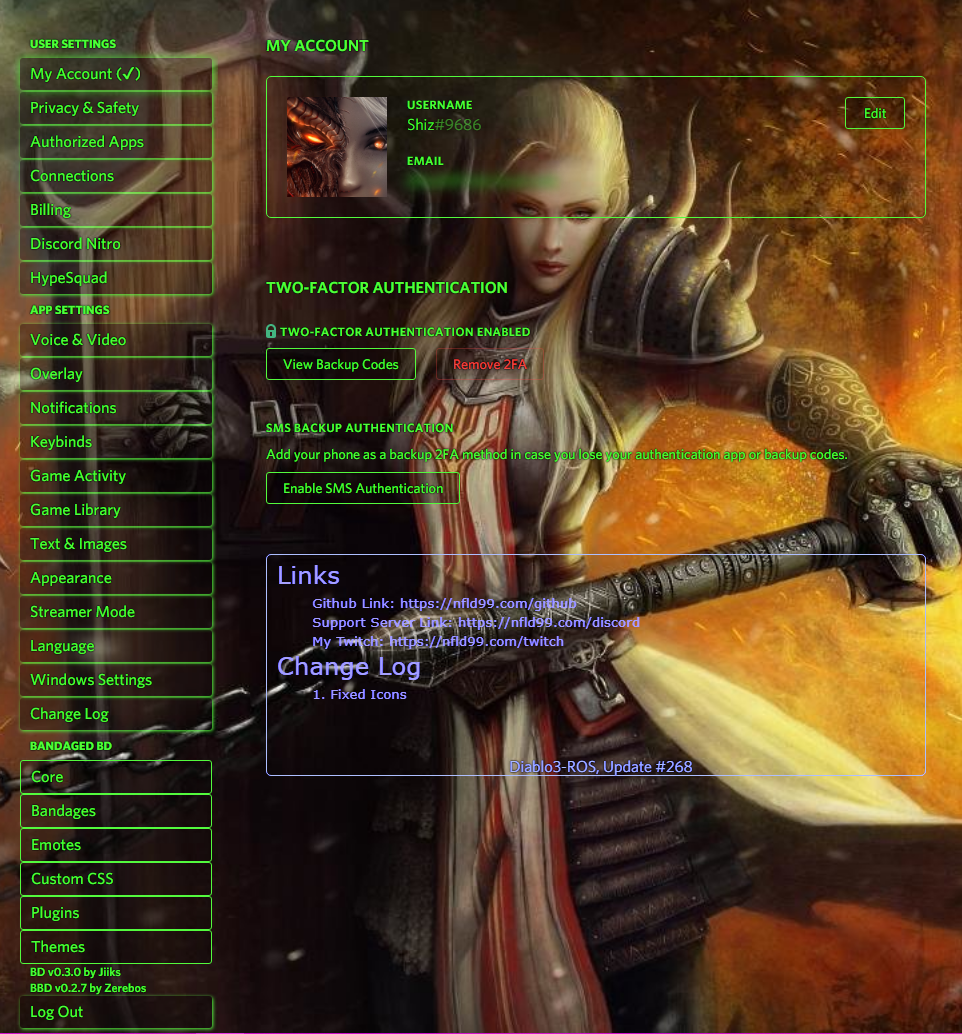 USER SETTINGS
My Account (✓)
Privacy & Safety
Authorized Apps
Connections
Billing
Discord Nitro
HypeSquad
APP SETTINGS
Voice & Video
Overlay
Notifications
Keybinds
Game Activity
Game Library
Text & Images
Appearance
Streamer Mode
Language
Windows Settings
Change Log
BANDAGED BD
Core
Bandages
Emotes
Custom CSS
Plugins
Themes
BD v0.3.0 by Jiiks
BBD v0.2.7 by Zerebos
Log Out
MY ACCOUNT
USERNAME
Shiz#9686
Edit
EMAIL
TWO-FACTOR AUTHENTICATION
TWO-FACTOR AUTHENTICATION ENABLED
View Backup Codes
Remove 2FA
SMS BACKUP AUTHENTICATION
Add your phone as a backup 2FA method in case you lose your authentication app or backup codes.
Enable SMS Authentication
Links
Github Link: https://nfld99.com/github
Support Server Link: https://nfld99.com/discord
My Twitch: https://nfld99.com/twitch
Change Log
1. Fixed Icons
Diablo3-ROS, Update #268